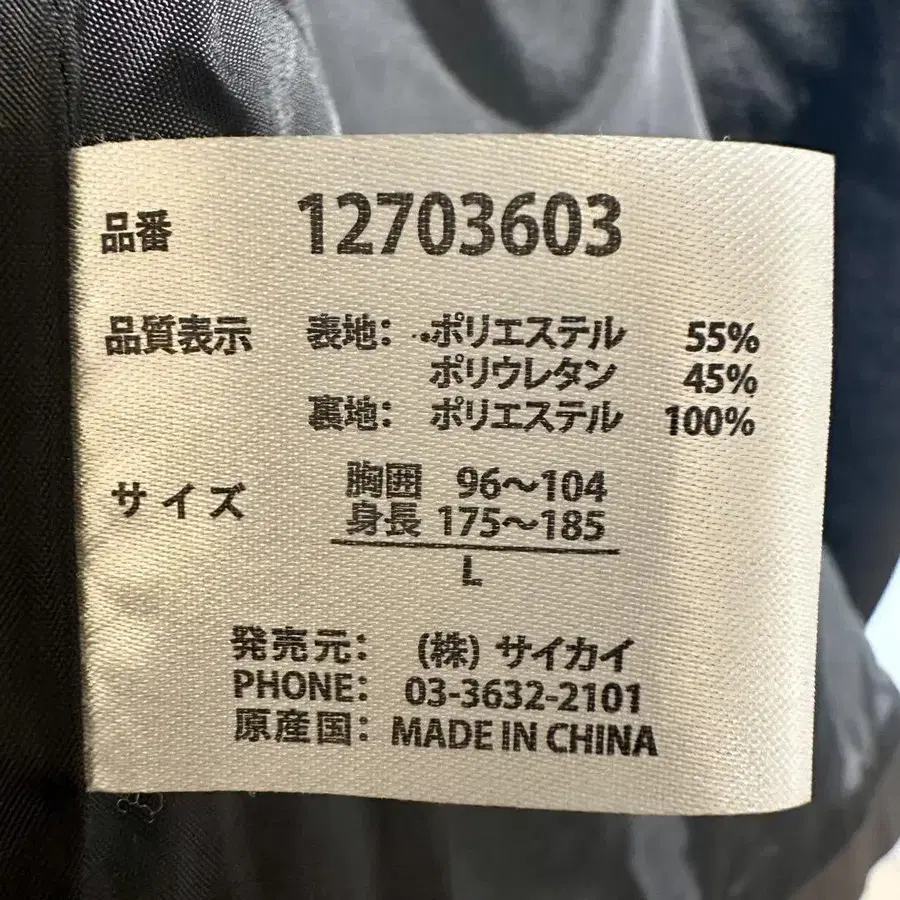 品番 12703603
品質表示 表地: ポリエステル 55%
ポリウレタン 45%
裏地: ポリエステル 100%
サイズ 胸囲 96〜104
身長 175〜185
L
発売元: (株) サイカイ
PHONE: 03-3632-2101
原産国: MADE IN CHINA